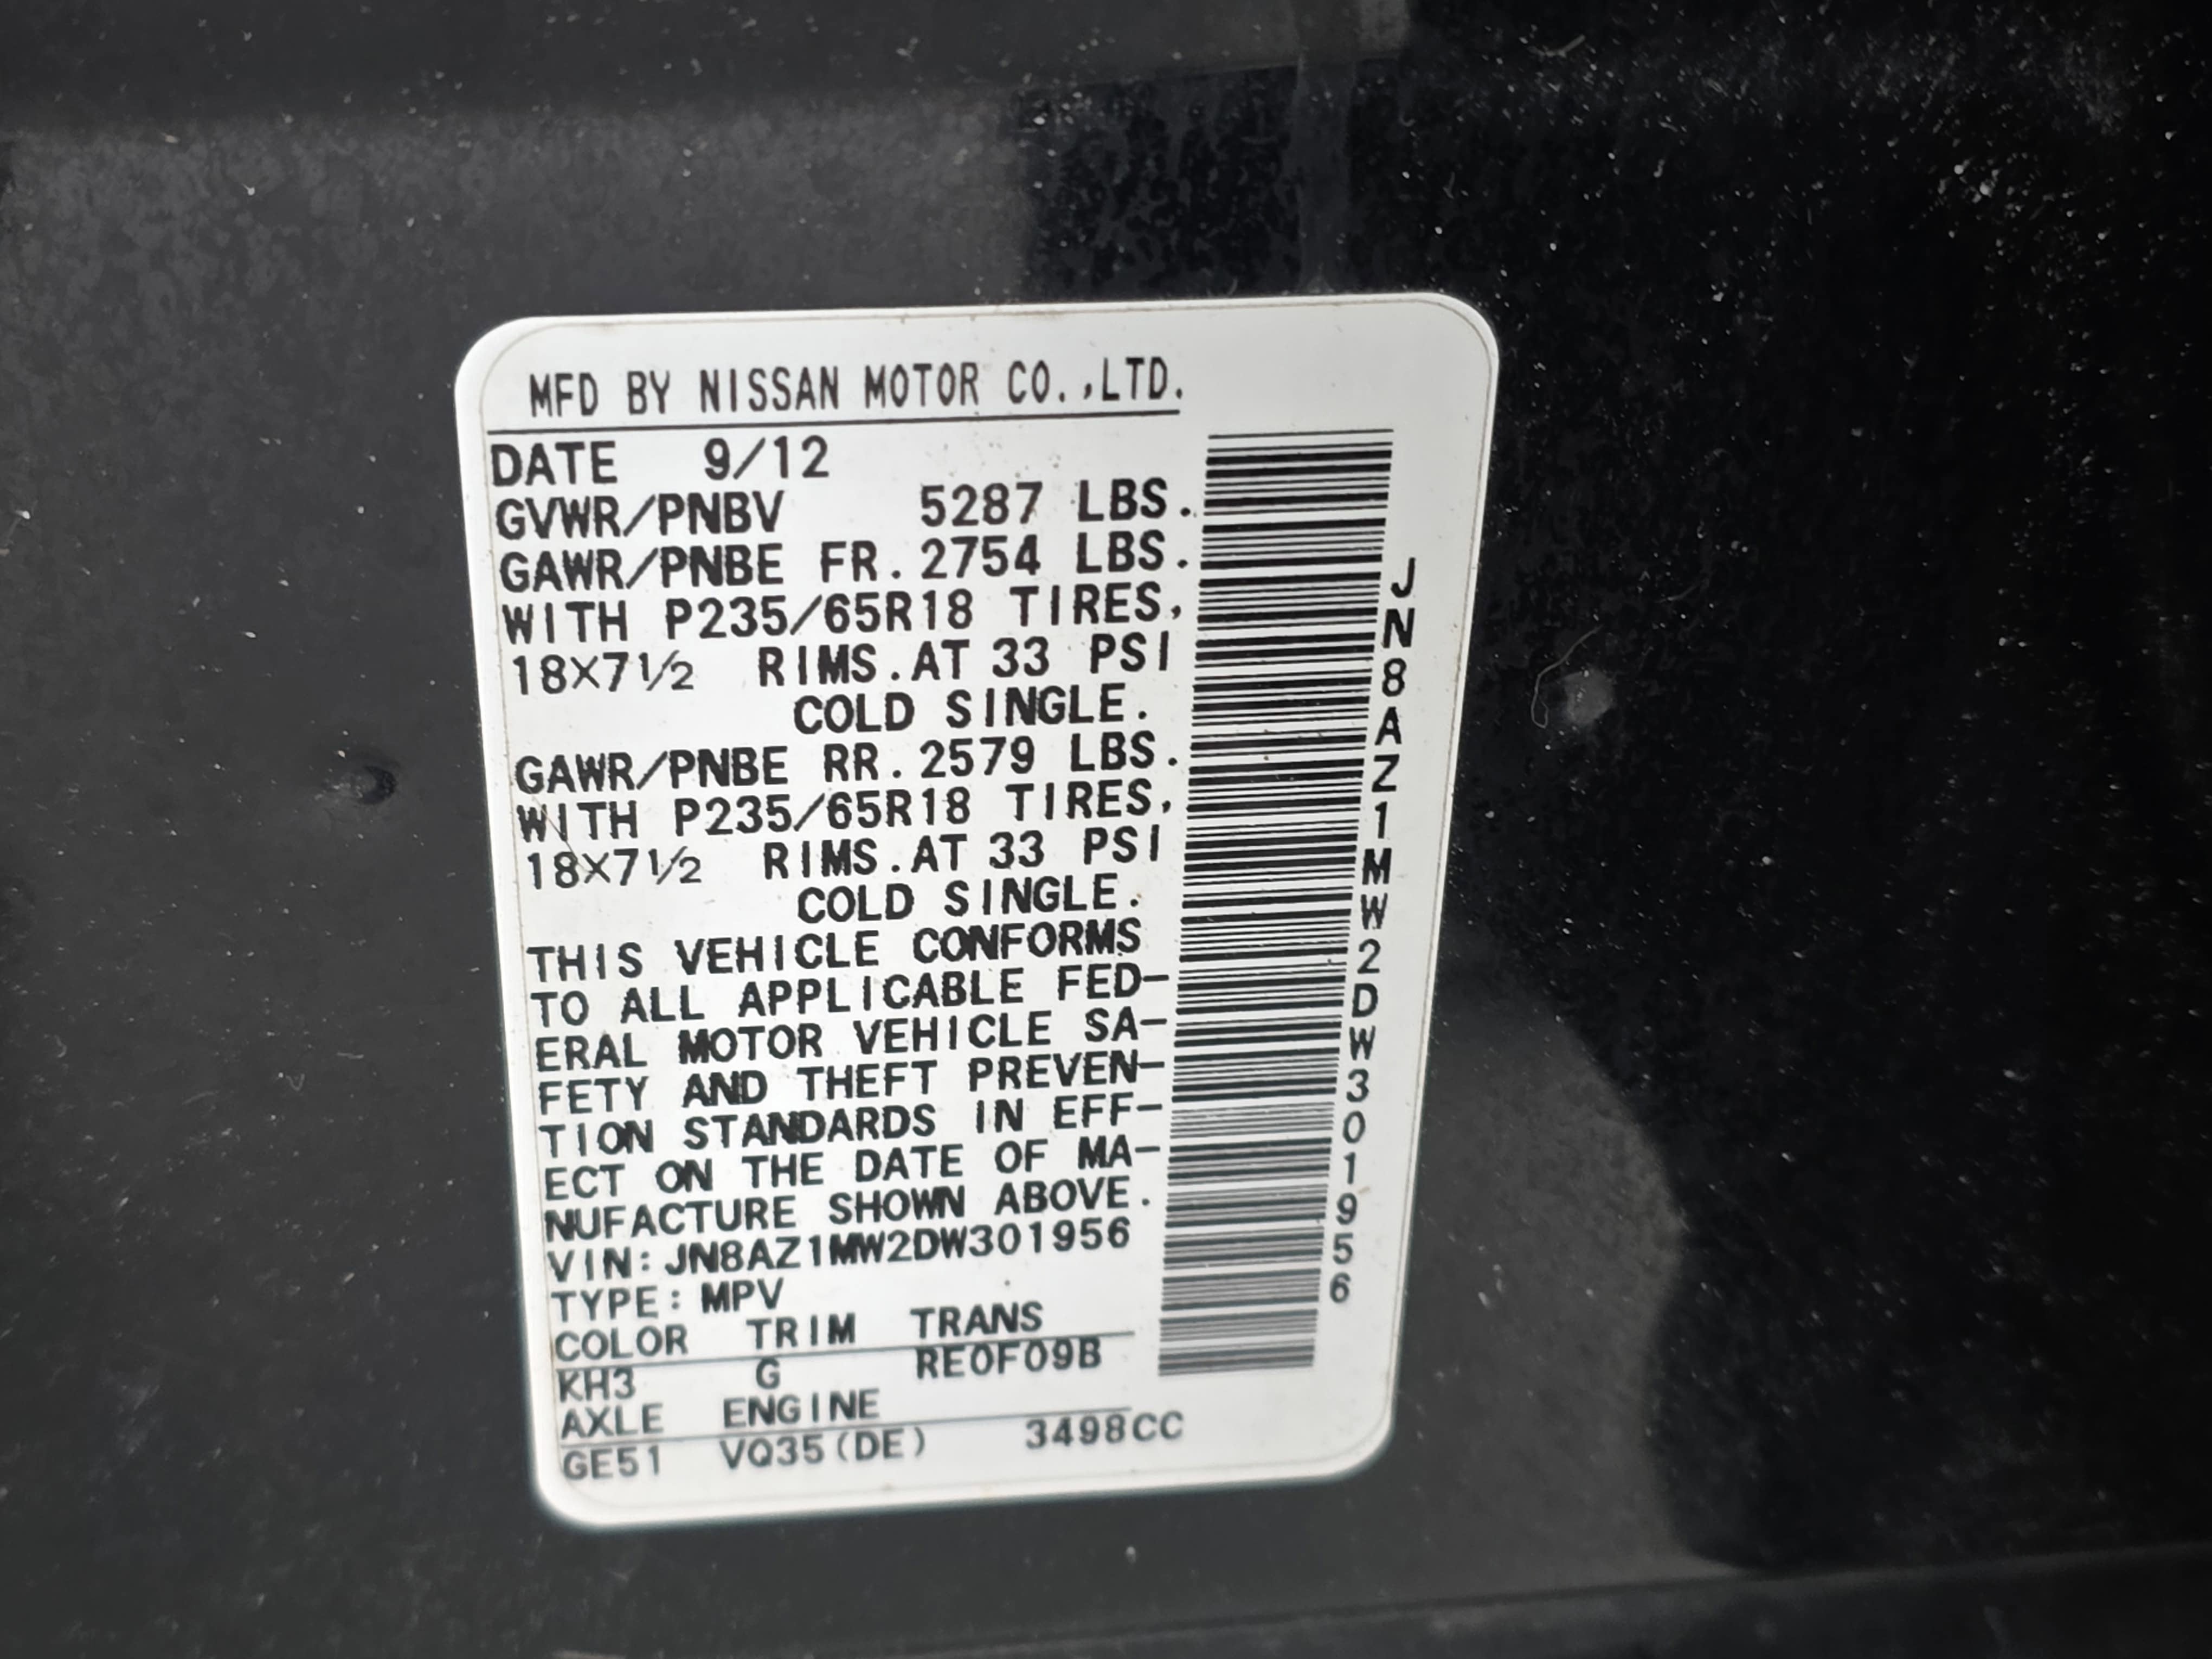 MFD BY NISSAN MOTOR CO.,LTD.
DATE 9/12
GVWR/PNBV 5287 LBS.
GAWR/PNBE FR. 2754 LBS.
WITH P235/65R18 TIRES,
18×7½ RIMS.AT 33 PSI
COLD SINGLE.
GAWR/PNBE RR. 2579 LBS.
WITH P235/65R18 TIRES,
18×7½ RIMS.AT 33 PSI
COLD SINGLE.
THIS VEHICLE CONFORMS
TO ALL APPLICABLE FED-
ERAL MOTOR VEHICLE SA-
FETY AND THEFT PREVEN-
TION STANDARDS IN EFF-
ECT ON THE DATE OF MA-
NUFACTURE SHOWN ABOVE.
VIN:JN8AZ1MW2DW301956
TYPE:MPV
COLOR TRIM TRANS
KH3 G RE0F09B
AXLE ENGINE
GE51 VQ35(DE) 3498CC
JN8AZ1MW2DW301956